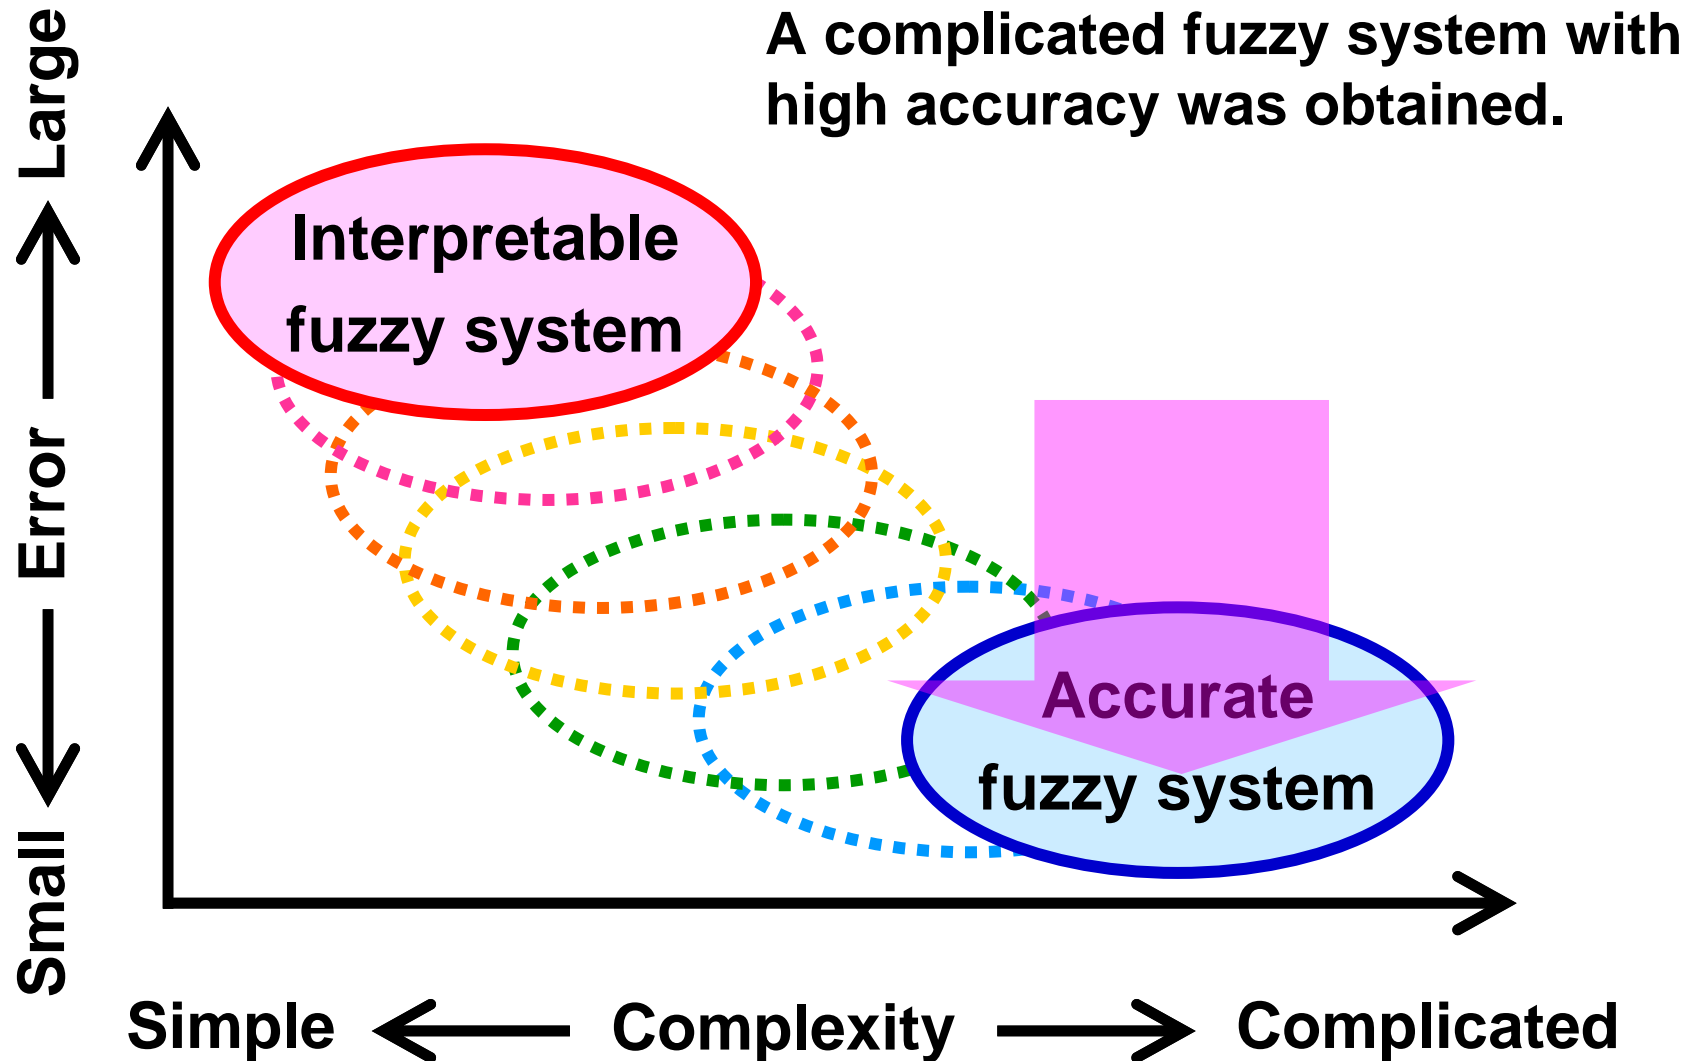 A complicated fuzzy system with
high accuracy was obtained.
Large
Error
Small
Interpretable
fuzzy system
Accurate
fuzzy system
Simple
Complexity
Complicated